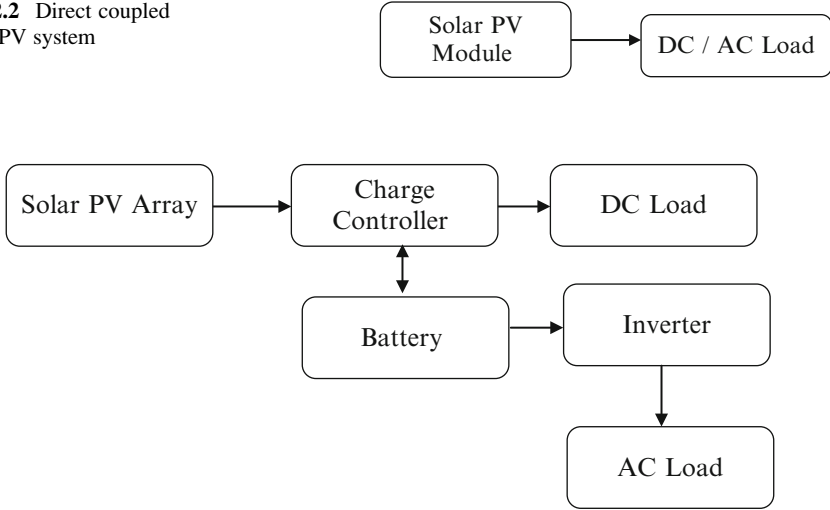 2.2 Direct coupled
PV system
Solar PV
Module
DC / AC Load
Solar PV Array
Charge
Controller
DC Load
Battery
Inverter
AC Load